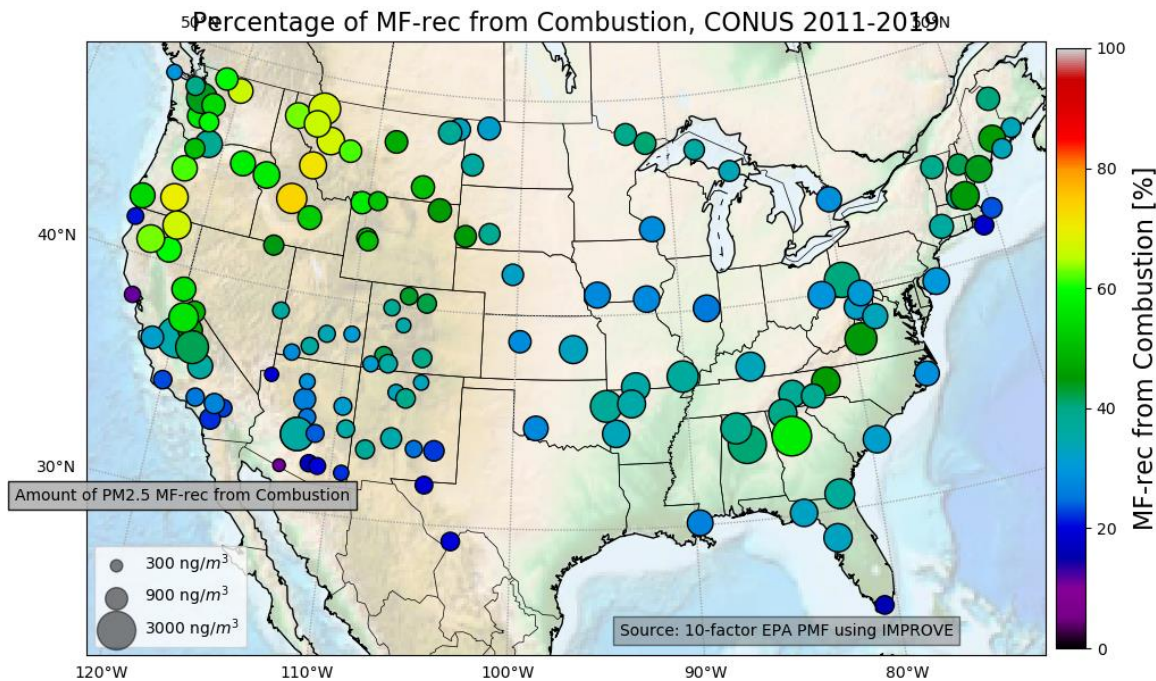 Percentage of MF-rec from Combustion, CONUS 2011-2019
50°N
50°N
40°N
30°N
120°W
110°W
100°W
90°W
80°W
Amount of PM2.5 MF-rec from Combustion
300 ng/m³
900 ng/m³
3000 ng/m³
Source: 10-factor EPA PMF using IMPROVE
100
80
60
40
20
0
MF-rec from Combustion [%]